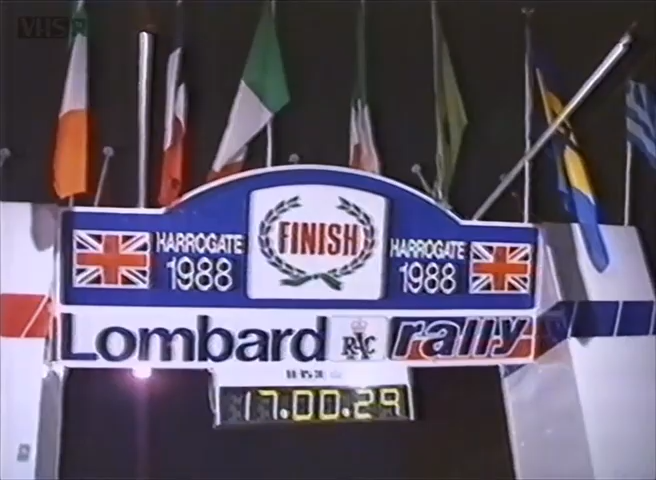 VHS
FINISH
HARROGATE 1988
HARROGATE 1988
Lombard RAC rally
17.00.29